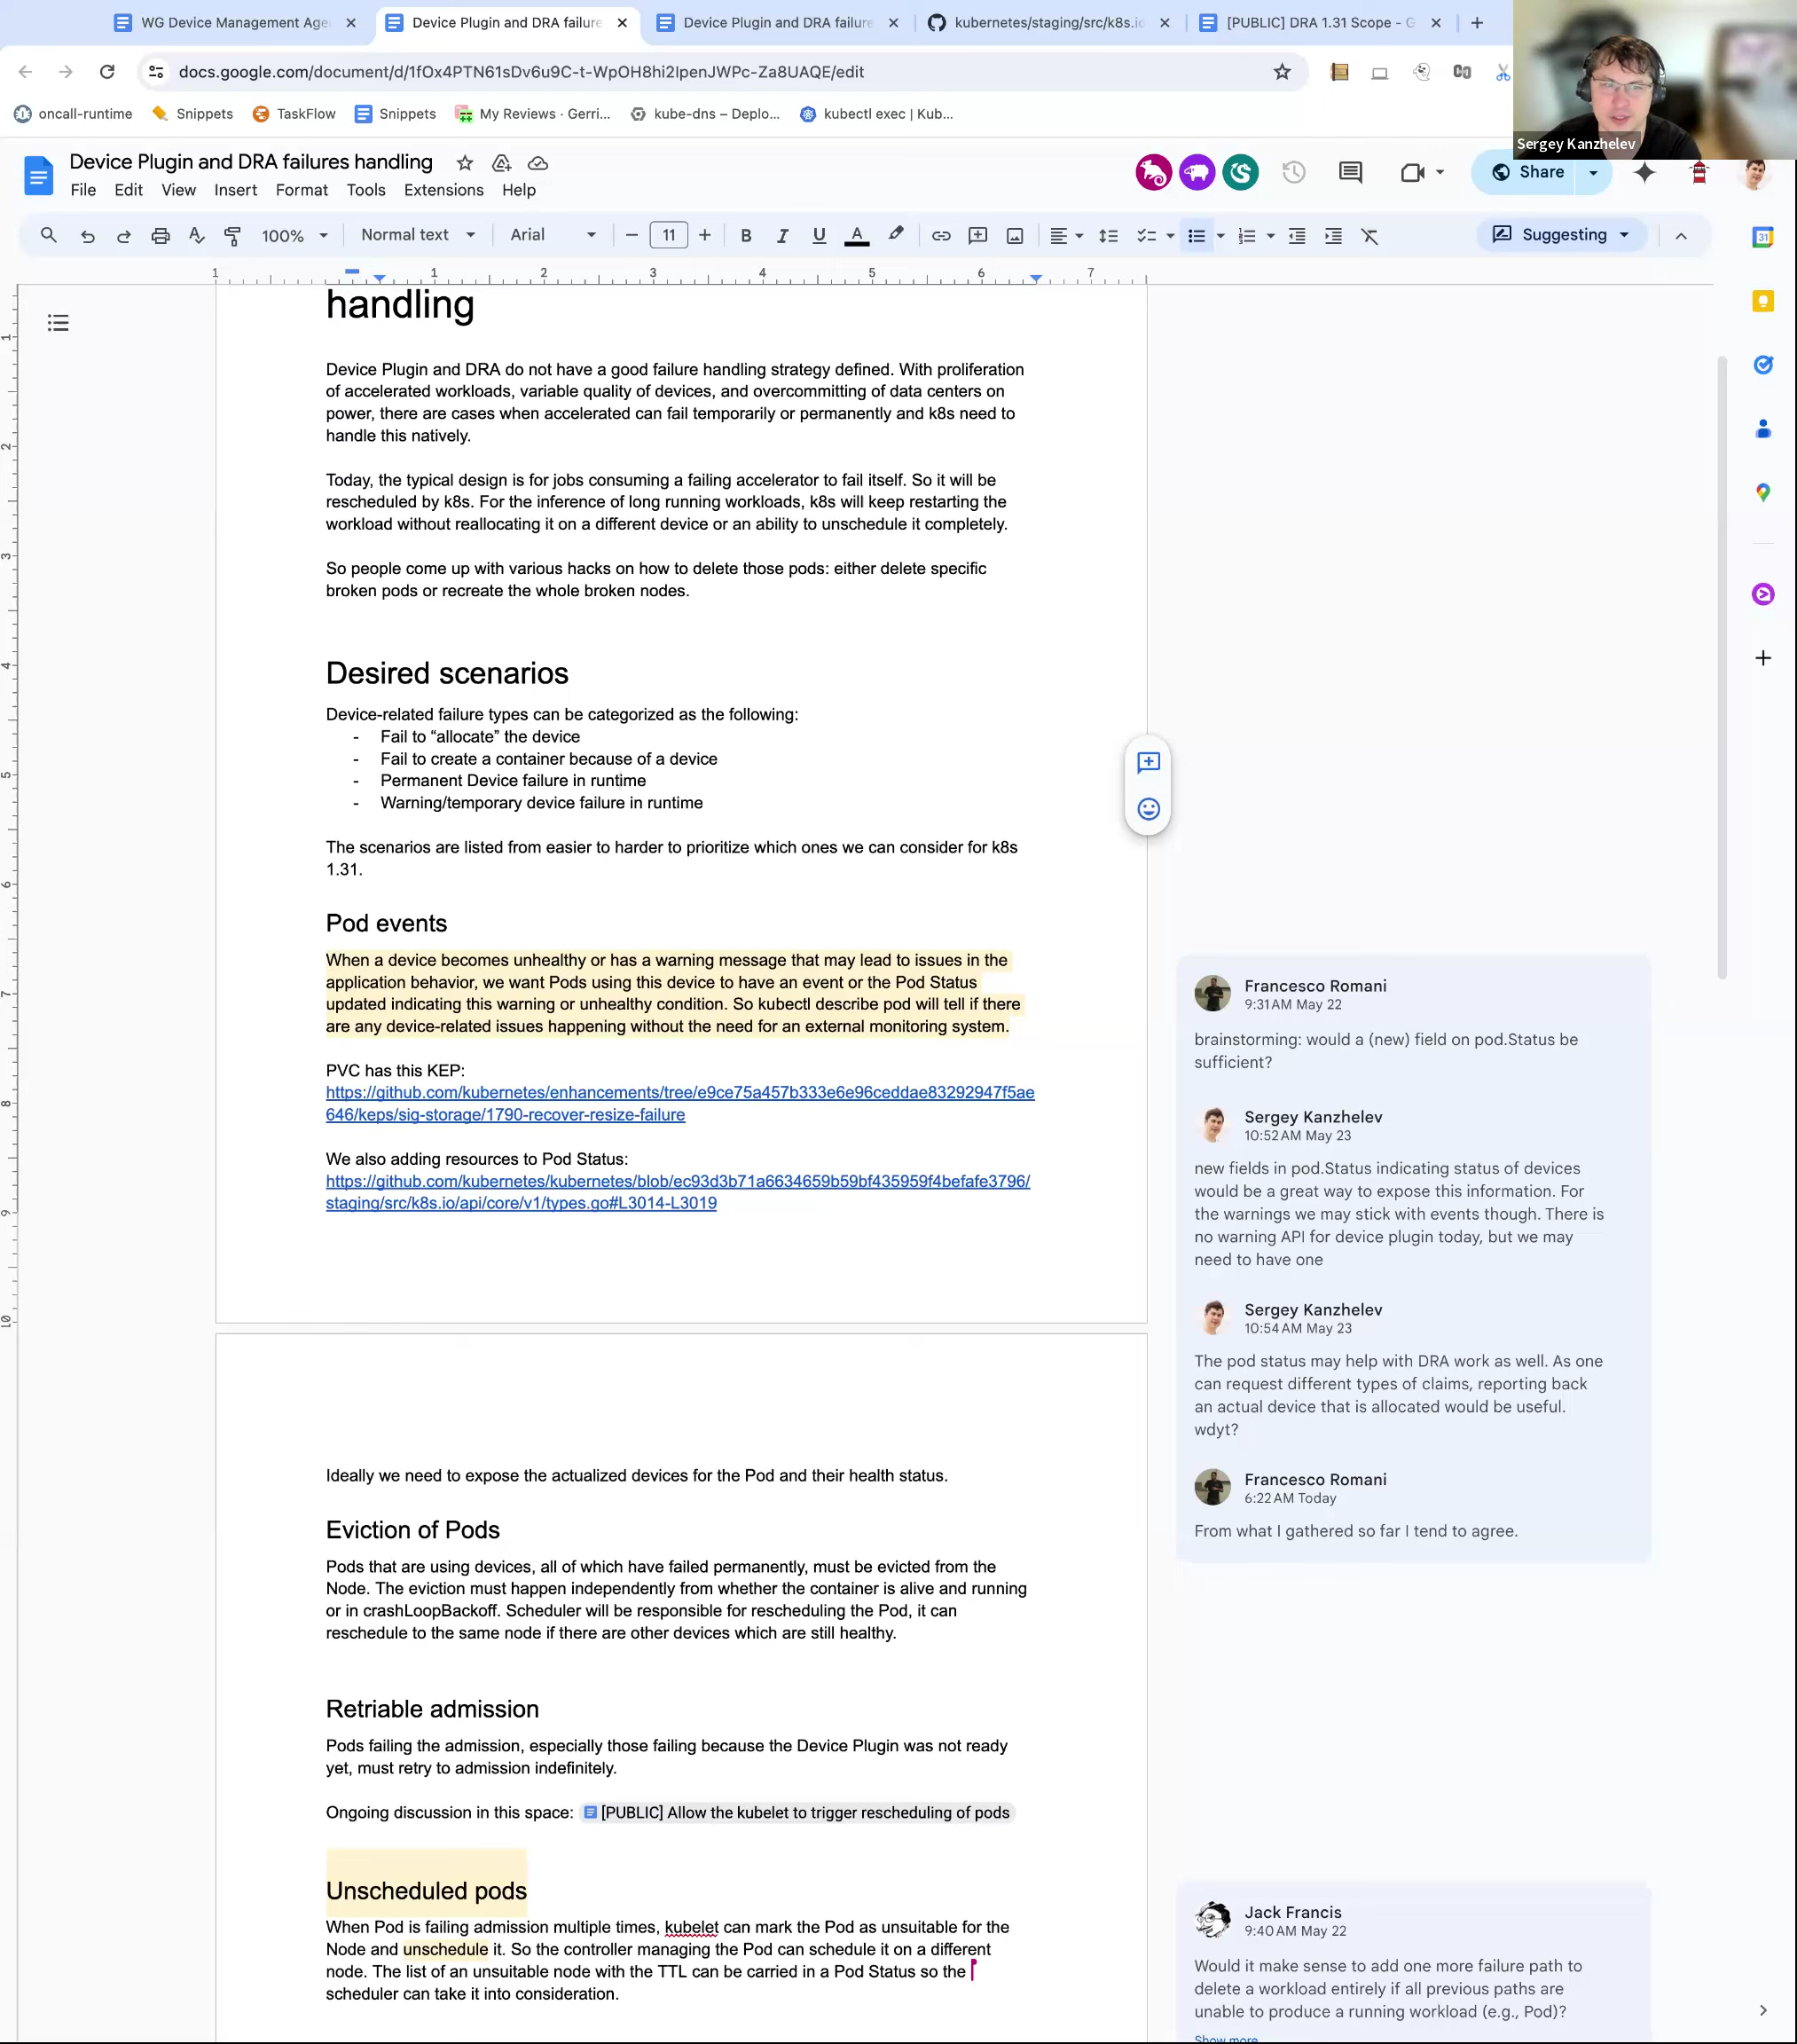 WG Device Management Age
Device Plugin and DRA failure
Device Plugin and DRA failure
kubernetes/staging/src/k8s.io
[PUBLIC] DRA 1.31 Scope - G
docs.google.com/document/d/1fOx4PTN61sDv6u9C-t-WpOH8hi2IpenJWPc-Za8UAQE/edit
oncall-runtime
Snippets
TaskFlow
Snippets
My Reviews · Gerri...
kube-dns – Deplo...
kubectl exec | Kub...
Sergey Kanzhelev
Device Plugin and DRA failures handling
File Edit View Insert Format Tools Extensions Help
Share
100%
Normal text
Arial
11
Suggesting
31
1 1 2 3 4 5 6 7
1
2
3
4
5
6
7
8
9
10
handling
Device Plugin and DRA do not have a good failure handling strategy defined. With proliferation
of accelerated workloads, variable quality of devices, and overcommitting of data centers on
power, there are cases when accelerated can fail temporarily or permanently and k8s need to
handle this natively.
Today, the typical design is for jobs consuming a failing accelerator to fail itself. So it will be
rescheduled by k8s. For the inference of long running workloads, k8s will keep restarting the
workload without reallocating it on a different device or an ability to unschedule it completely.
So people come up with various hacks on how to delete those pods: either delete specific
broken pods or recreate the whole broken nodes.
Desired scenarios
Device-related failure types can be categorized as the following:
- Fail to “allocate” the device
- Fail to create a container because of a device
- Permanent Device failure in runtime
- Warning/temporary device failure in runtime
The scenarios are listed from easier to harder to prioritize which ones we can consider for k8s
1.31.
Pod events
When a device becomes unhealthy or has a warning message that may lead to issues in the
application behavior, we want Pods using this device to have an event or the Pod Status
updated indicating this warning or unhealthy condition. So kubectl describe pod will tell if there
are any device-related issues happening without the need for an external monitoring system.
PVC has this KEP:
https://github.com/kubernetes/enhancements/tree/e9ce75a457b333e6e96ceddae83292947f5ae
646/keps/sig-storage/1790-recover-resize-failure
We also adding resources to Pod Status:
https://github.com/kubernetes/kubernetes/blob/ec93d3b71a6634659b59bf435959f4befafe3796/
staging/src/k8s.io/api/core/v1/types.go#L3014-L3019
Ideally we need to expose the actualized devices for the Pod and their health status.
Eviction of Pods
Pods that are using devices, all of which have failed permanently, must be evicted from the
Node. The eviction must happen independently from whether the container is alive and running
or in crashLoopBackoff. Scheduler will be responsible for rescheduling the Pod, it can
reschedule to the same node if there are other devices which are still healthy.
Retriable admission
Pods failing the admission, especially those failing because the Device Plugin was not ready
yet, must retry to admission indefinitely.
Ongoing discussion in this space: [PUBLIC] Allow the kubelet to trigger rescheduling of pods
Unscheduled pods
When Pod is failing admission multiple times, kubelet can mark the Pod as unsuitable for the
Node and unschedule it. So the controller managing the Pod can schedule it on a different
node. The list of an unsuitable node with the TTL can be carried in a Pod Status so the
scheduler can take it into consideration.
Francesco Romani
9:31 AM May 22
brainstorming: would a (new) field on pod.Status be
sufficient?
Sergey Kanzhelev
10:52 AM May 23
new fields in pod.Status indicating status of devices
would be a great way to expose this information. For
the warnings we may stick with events though. There is
no warning API for device plugin today, but we may
need to have one
Sergey Kanzhelev
10:54 AM May 23
The pod status may help with DRA work as well. As one
can request different types of claims, reporting back
an actual device that is allocated would be useful.
wdyt?
Francesco Romani
6:22 AM Today
From what I gathered so far I tend to agree.
Jack Francis
9:40 AM May 22
Would it make sense to add one more failure path to
delete a workload entirely if all previous paths are
unable to produce a running workload (e.g., Pod)?
Show more